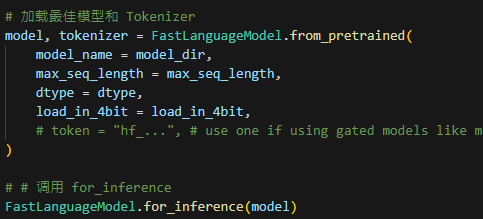 # 加载最佳模型和 Tokenizer
model, tokenizer = FastLanguageModel.from_pretrained(
    model_name = model_dir,
    max_seq_length = max_seq_length,
    dtype = dtype,
    load_in_4bit = load_in_4bit,
    # token = "hf_...", # use one if using gated models like m
)
# # 调用 for_inference
FastLanguageModel.for_inference(model)